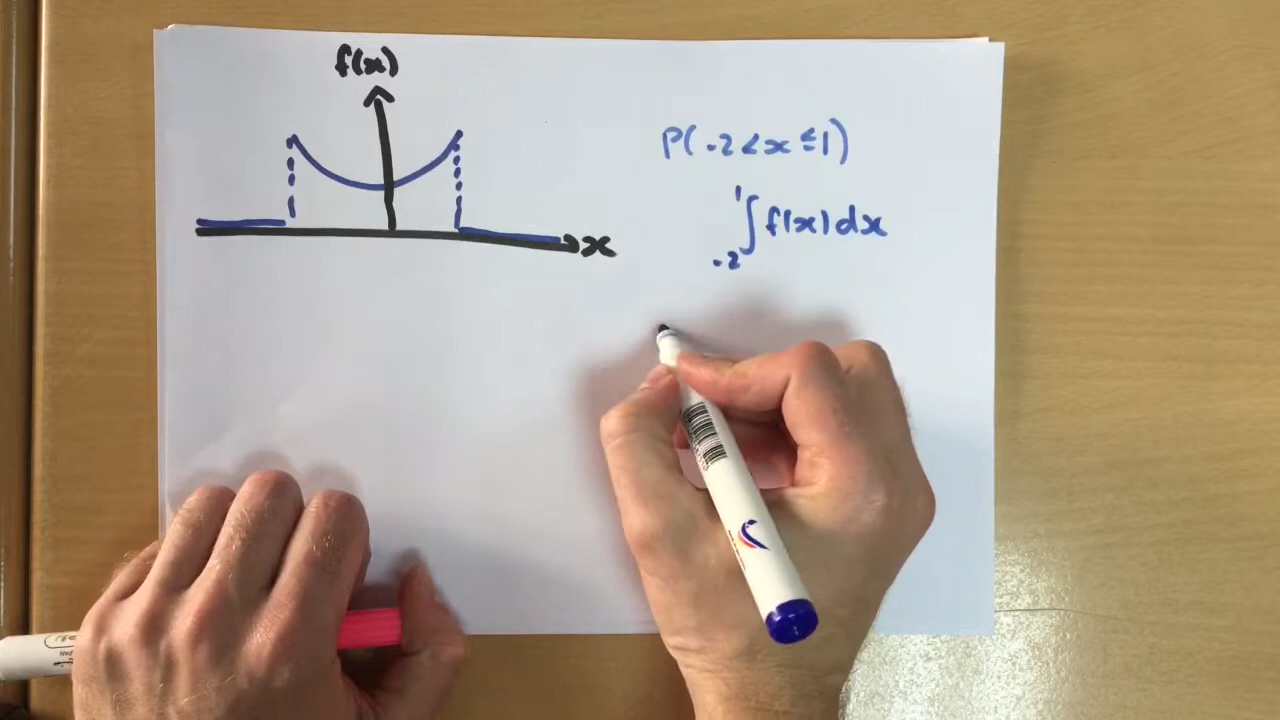 f(x)
x
P( .2 < x ≤ 1)
1
∫ f(x) dx
.2